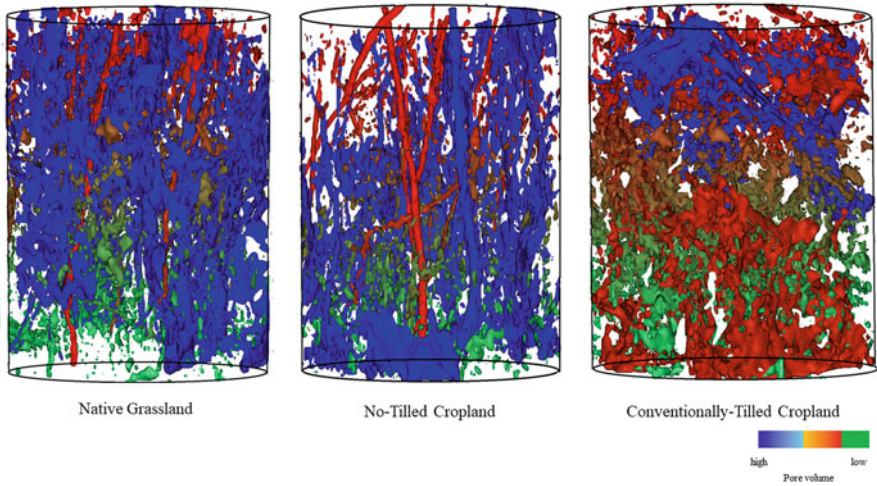 Native Grassland
No-Tilled Cropland
Conventionally-Tilled Cropland
high
low
Pore volume